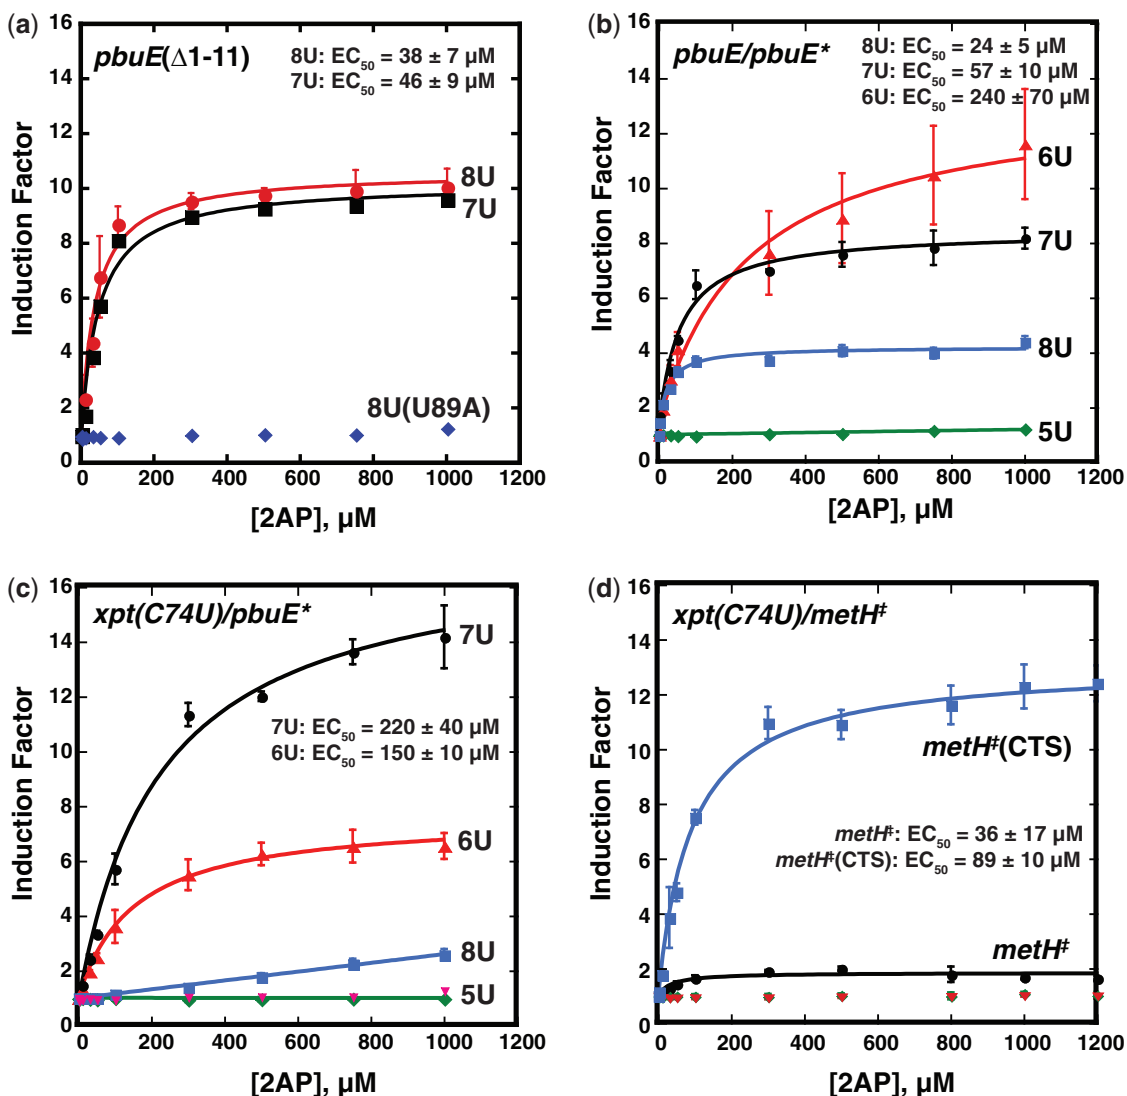 (a)
pbuE(Δ1-11)
8U: EC50 = 38 ± 7 µM
7U: EC50 = 46 ± 9 µM
16
14
12
10
8
6
4
2
0
Induction Factor
8U
7U
8U(U89A)
0 200 400 600 800 1000 1200
[2AP], µM
(b)
pbuE/pbuE*
8U: EC50 = 24 ± 5 µM
7U: EC50 = 57 ± 10 µM
6U: EC50 = 240 ± 70 µM
16
14
12
10
8
6
4
2
0
Induction Factor
6U
7U
8U
5U
0 200 400 600 800 1000 1200
[2AP], µM
(c)
xpt(C74U)/pbuE*
16
14
12
10
8
6
4
2
0
Induction Factor
7U
7U: EC50 = 220 ± 40 µM
6U: EC50 = 150 ± 10 µM
6U
8U
5U
0 200 400 600 800 1000 1200
[2AP], µM
(d)
xpt(C74U)/metH‡
16
14
12
10
8
6
4
2
0
Induction Factor
metH‡(CTS)
metH‡: EC50 = 36 ± 17 µM
metH‡(CTS): EC50 = 89 ± 10 µM
metH‡
0 200 400 600 800 1000 1200
[2AP], µM